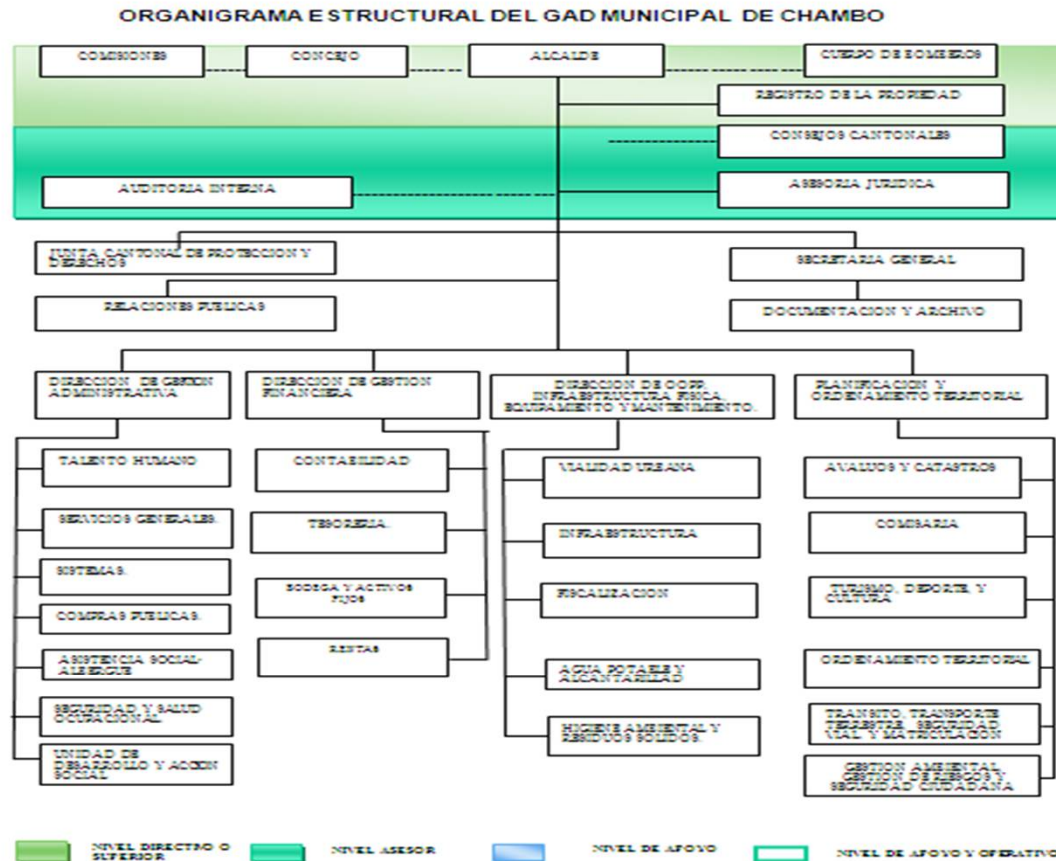 ORGANIGRAMA ESTRUCTURAL DEL GAD MUNICIPAL DE CHAMBO
COMISIONES
CONCEJO
ALCALDE
CUERPO DE BOMBEROS
REGISTRO DE LA PROPIEDAD
CONSEJOS CANTONALES
AUDITORIA INTERNA
ASESORIA JURIDICA
JUNTA CANTONAL DE PROTECCION Y
DERECHOS
SECRETARIA GENERAL
RELACIONES PUBLICAS
DOCUMENTACION Y ARCHIVO
DIRECCION DE GESTION
ADMINISTRATIVA
DIRECCION DE GESTION
FINANCIERA
DIRECCION DE OOPP,
INFRAESTRUCTURA FISICA,
EQUIPAMIENTO Y MANTENIMIENTO.
PLANIFICACION Y
ORDENAMIENTO TERRITORIAL
TALENTO HUMANO
SERVICIOS GENERALES.
SISTEMAS.
COMPRAS PUBLICAS.
ASISTENCIA SOCIAL-
ALBERGUE
SEGURIDAD, Y SALUD
OCUPACIONAL
UNIDAD DE
DESARROLLO Y ACCION
SOCIAL
CONTABILIDAD
TESORERIA.
BODEGA Y ACTIVOS
FIJOS
RENTAS
VIALIDAD URBANA
INFRAESTRUCTURA
FISCALIZACION
AGUA POTABLE Y
ALCANTARILLAD
HIGIENE AMBIENTAL Y
RESIDUOS SOLIDOS.
AVALUOS Y CATASTROS
COMISARIA
TURISMO, DEPORTE, Y
CULTURA
ORDENAMIENTO TERRITORIAL
TRANSITO, TRANSPORTE
TERRESTRE, SEGURIDAD
VIAL Y MATRICULACION
GESTION AMBIENTAL,
GESTION DE RIESGOS Y
SEGURIDAD CIUDADANA
NIVEL DIRECTIVO O
SUPERIOR
NIVEL ASESOR
NIVEL DE APOYO
NIVEL DE APOYO Y OPERATIVO